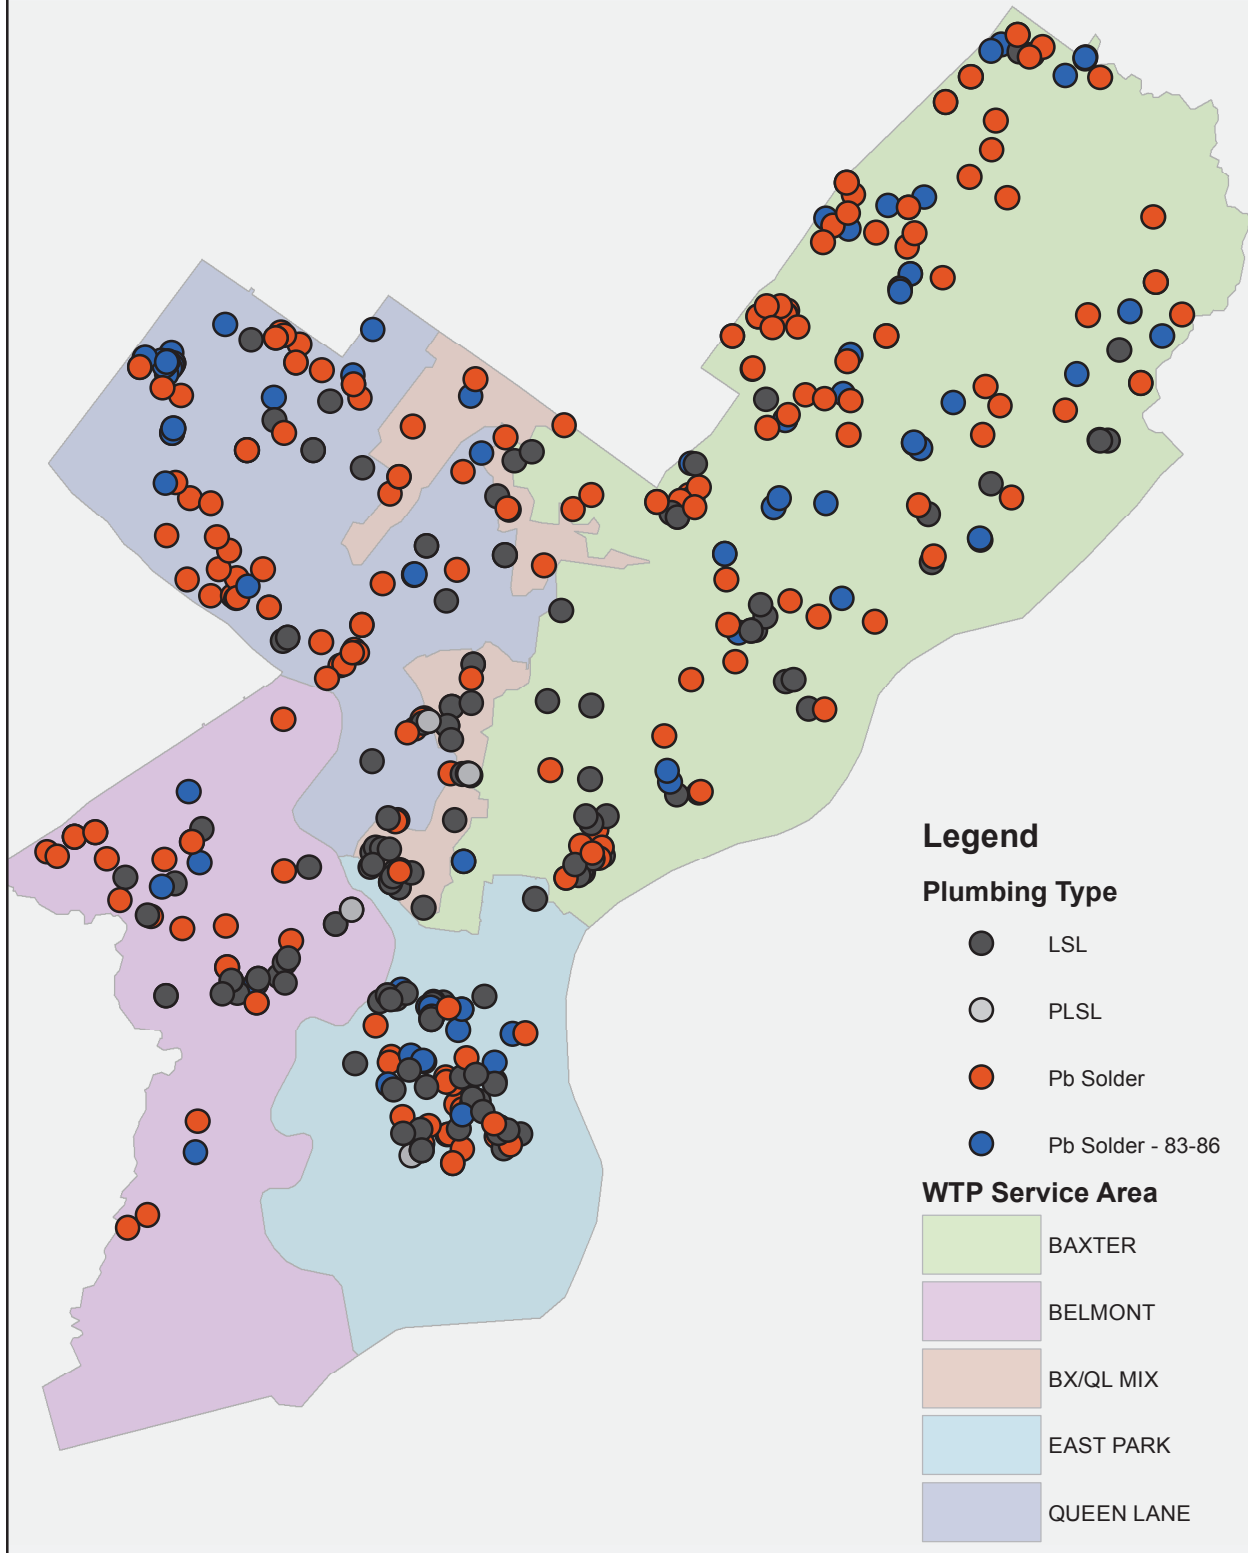 Legend
Plumbing Type
LSL
PLSL
Pb Solder
Pb Solder - 83-86
WTP Service Area
BAXTER
BELMONT
BX/QL MIX
EAST PARK
QUEEN LANE